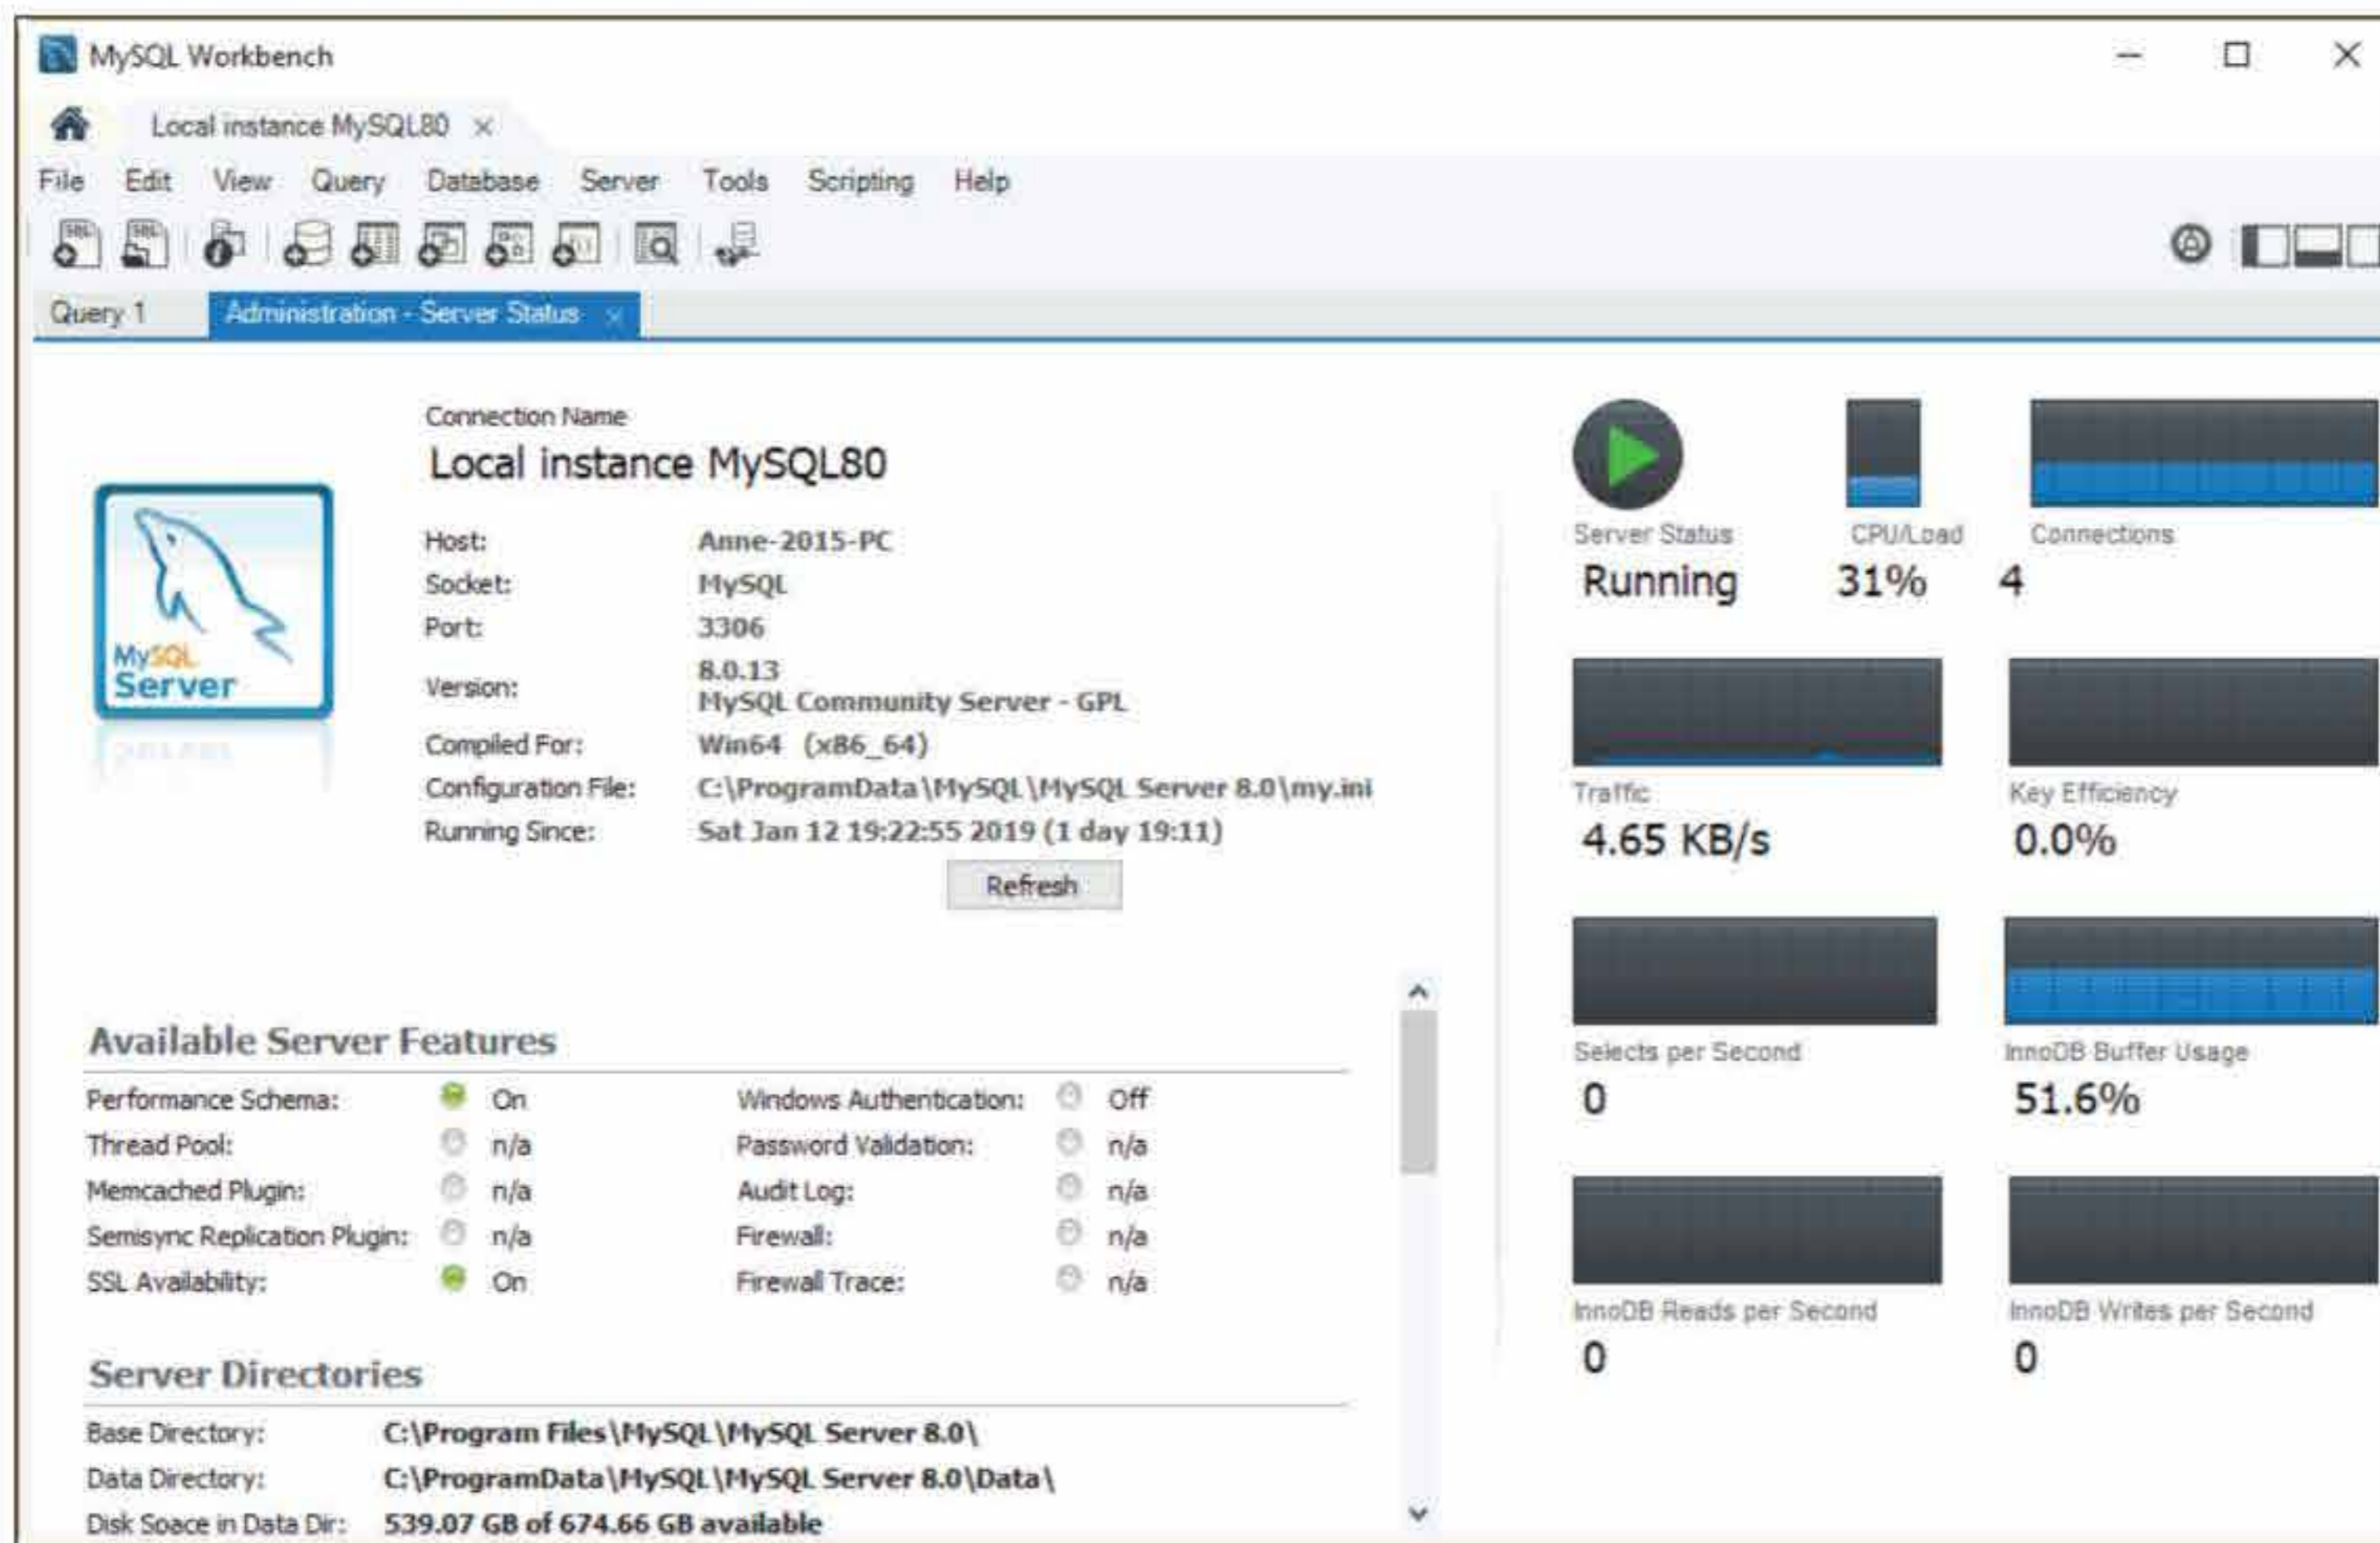 MySQL Workbench
Local instance MySQL80
File Edit View Query Database Server Tools Scripting Help
Query 1 Administration - Server Status
Connection Name
Local instance MySQL80
Host: Anne-2015-PC
Socket: MySQL
Port: 3306
Version: 8.0.13
MySQL Community Server - GPL
Compiled For: Win64 (x86_64)
Configuration File: C:\ProgramData\MySQL\MySQL Server 8.0\my.ini
Running Since: Sat Jan 12 19:22:55 2019 (1 day 19:11)
Refresh
MySQL
Server
Available Server Features
Performance Schema: On Windows Authentication: Off
Thread Pool: n/a Password Validation: n/a
Memcached Plugin: n/a Audit Log: n/a
Semisync Replication Plugin: n/a Firewall: n/a
SSL Availability: On Firewall Trace: n/a
Server Directories
Base Directory: C:\Program Files\MySQL\MySQL Server 8.0\
Data Directory: C:\ProgramData\MySQL\MySQL Server 8.0\Data\
Disk Space in Data Dir: 539.07 GB of 674.66 GB available
Server Status CPU/Load Connections
Running 31% 4
Traffic Key Efficiency
4.65 KB/s 0.0%
Selects per Second InnoDB Buffer Usage
0 51.6%
InnoDB Reads per Second InnoDB Writes per Second
0 0